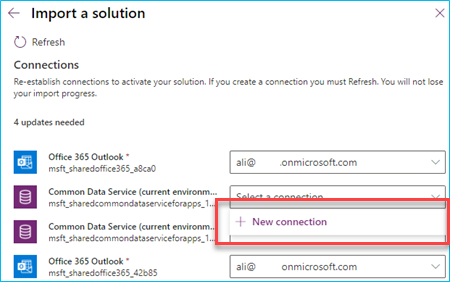 Import a solution
Refresh
Connections
Re-establish connections to activate your solution. If you create a connection you must Refresh. You will not lose
your import progress.
4 updates needed
Office 365 Outlook *
msft_sharedoffice365_a8ca0
ali@ .onmicrosoft.com
Common Data Service (current environm...
msft_sharedcommondataserviceforapps_1...
Select a connection
+ New connection
Common Data Service (current environm...
msft_sharedcommondataserviceforapps_1...
Office 365 Outlook *
msft_sharedoffice365_42b85
ali@ onmicrosoft.com